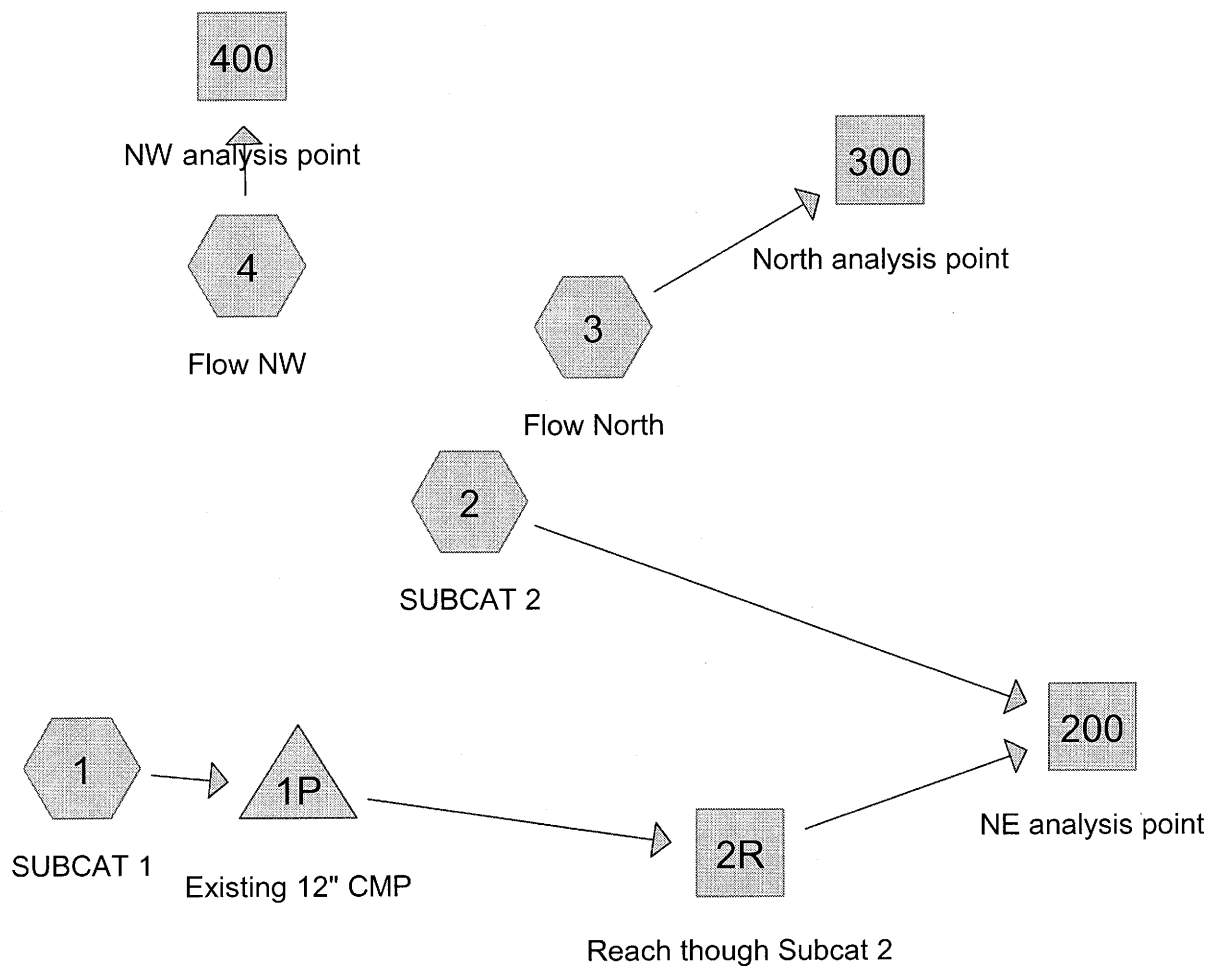 400
NW analysis point
300
North analysis point
4
Flow NW
3
Flow North
2
SUBCAT 2
200
NE analysis point
1
SUBCAT 1
1P
Existing 12" CMP
2R
Reach though Subcat 2